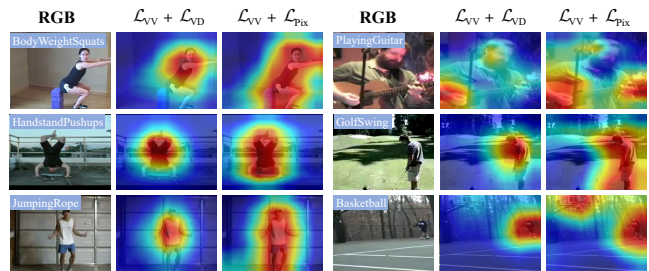 RGB ℒVV + ℒVD ℒVV + ℒPix RGB ℒVV + ℒVD ℒVV + ℒPix
BodyWeightSquats PlayingGuitar
HandstandPushups GolfSwing
JumpingRope Basketball